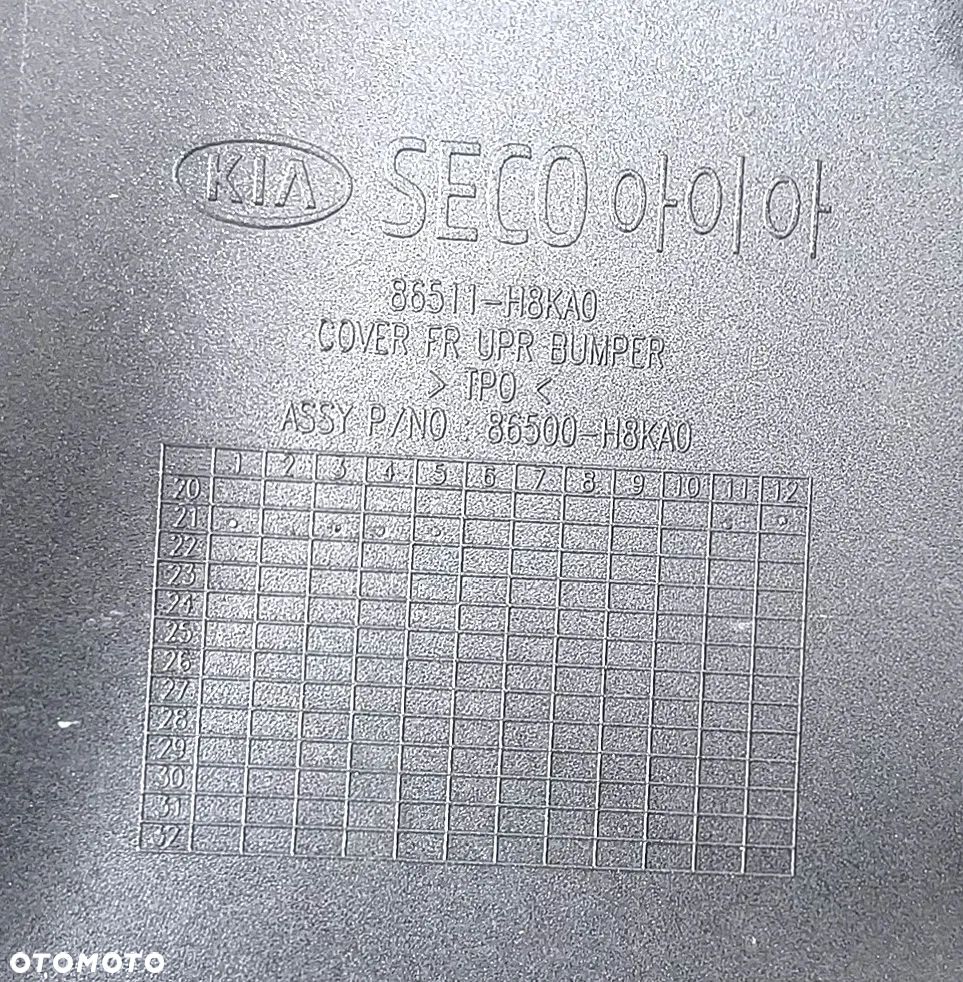 KIA SECO 아이아
86511-H8KA0
COVER FR UPR BUMPER
> TPO <
ASSY P/NO : 86500-H8KA0
1 2 3 4 5 6 7 8 9 10 11 12
20
21
22
23
24
25
26
27
28
29
30
31
32
OTOMOTO